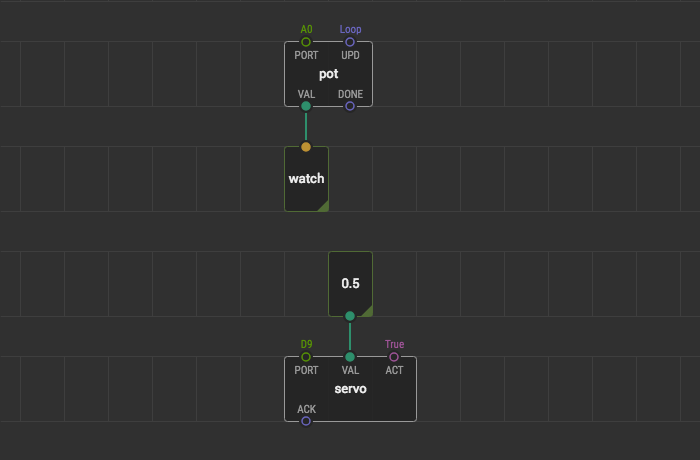 A0 Loop
PORT UPD
pot
VAL DONE
watch
0.5
D9 True
PORT VAL ACT
servo
ACK